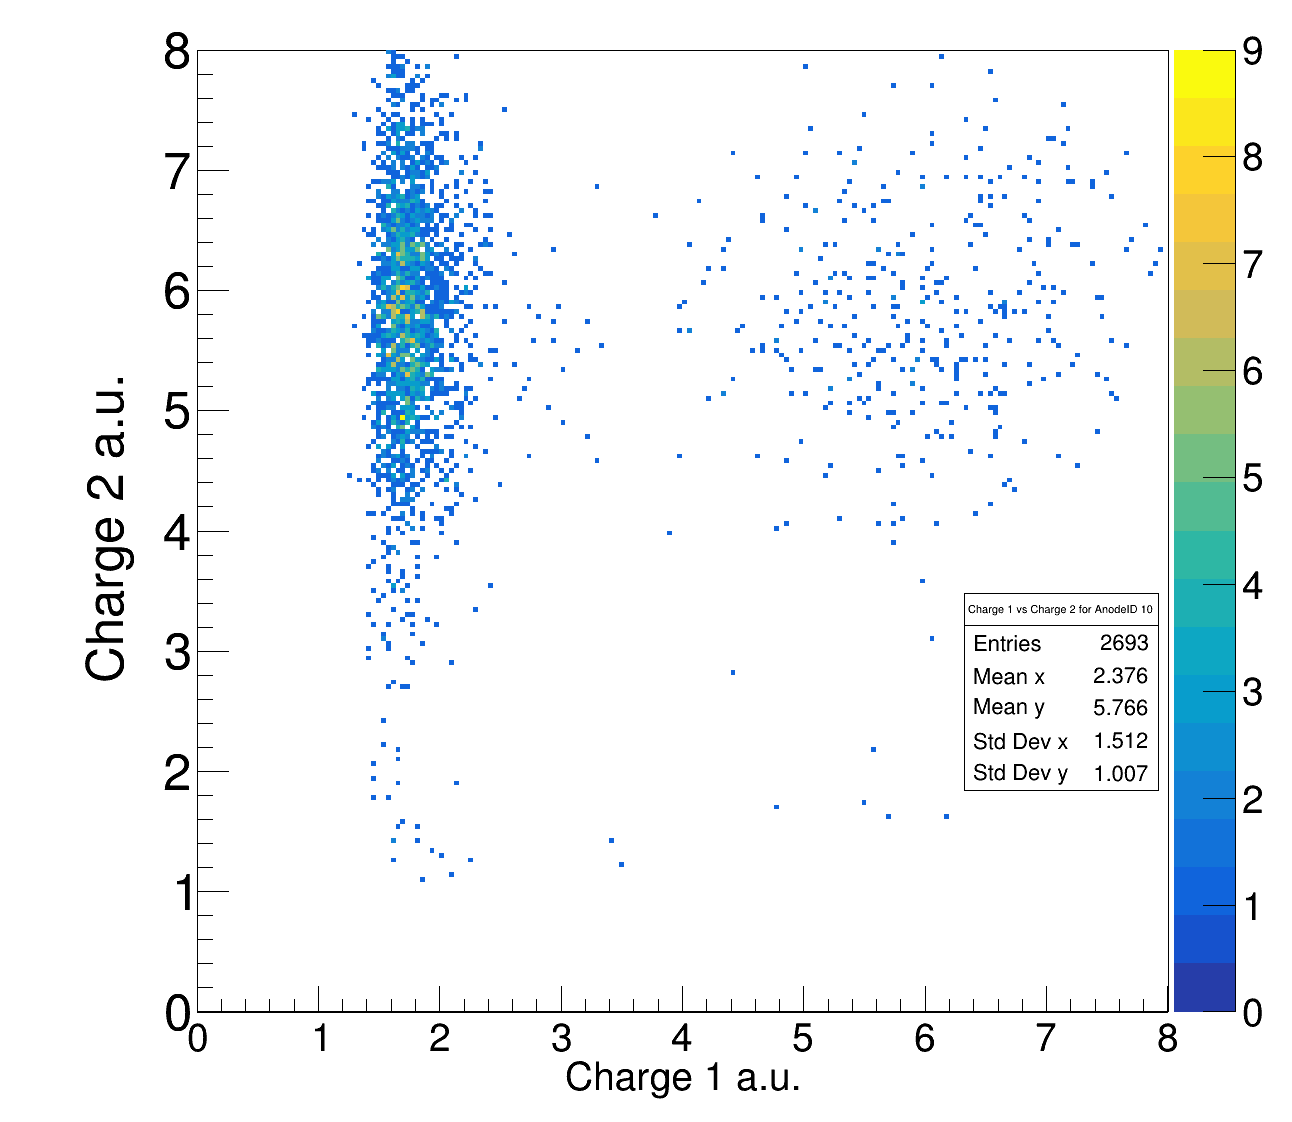 8
7
6
5
4
3
2
1
0
Charge 2 a.u.
0 1 2 3 4 5 6 7 8
Charge 1 a.u.
Charge 1 vs Charge 2 for AnodeID 10
Entries 2693
Mean x 2.376
Mean y 5.766
Std Dev x 1.512
Std Dev y 1.007
9
8
7
6
5
4
3
2
1
0